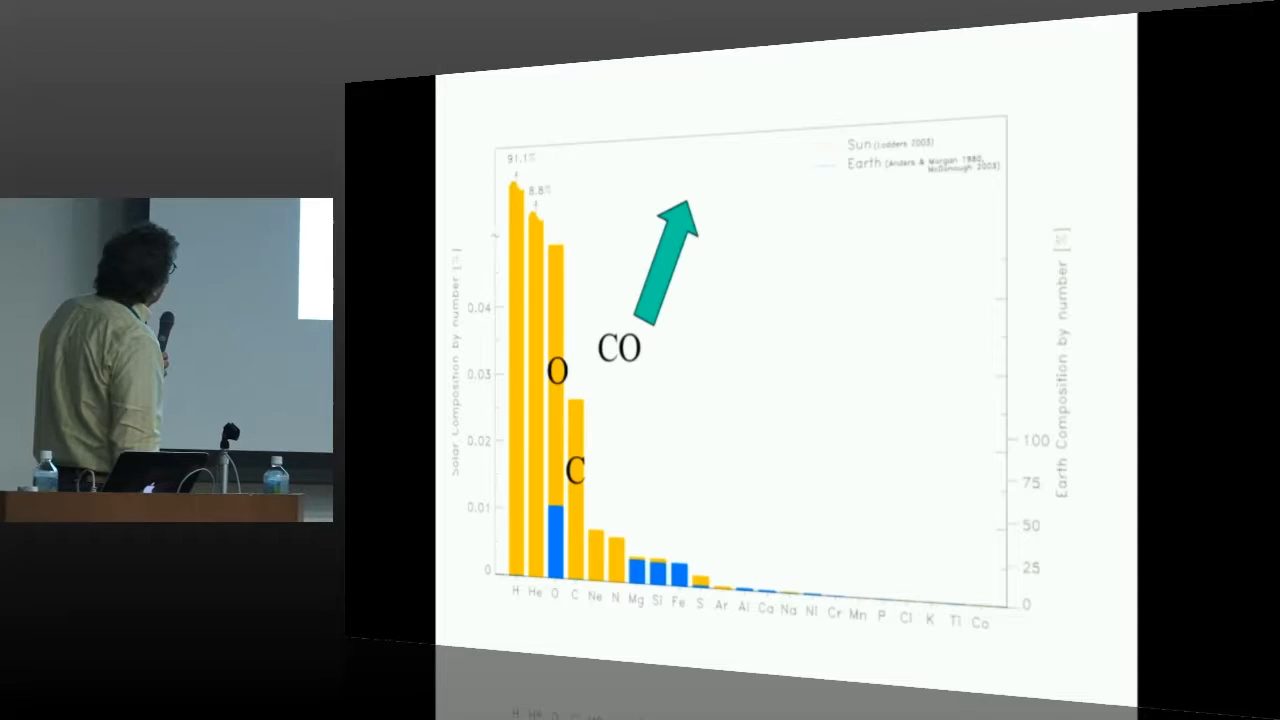 91.1%
8.8%
Sun (Lodders 2003)
Earth (Anders & Morgan 1980,
McDonough 2003)
Solar Composition by number [%]
0.04
0.03
0.02
0.01
0
O
C
CO
Earth Composition by number [%]
100
75
50
25
0
H He O C Ne N Mg Si Fe S Ar Al Ca Na Ni Cr Mn P Cl K Ti Co